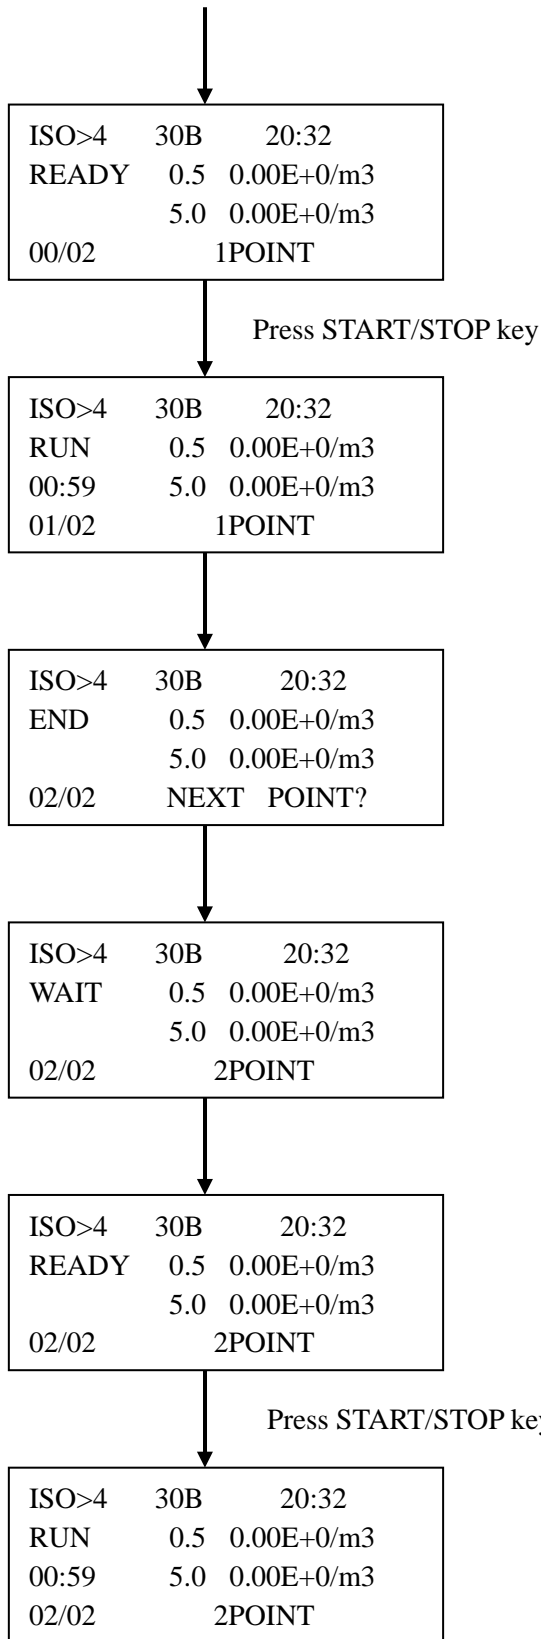 ISO>4 30B 20:32
READY 0.5 0.00E+0/m3
5.0 0.00E+0/m3
00/02 1POINT
Press START/STOP key
ISO>4 30B 20:32
RUN 0.5 0.00E+0/m3
00:59 5.0 0.00E+0/m3
01/02 1POINT
ISO>4 30B 20:32
END 0.5 0.00E+0/m3
5.0 0.00E+0/m3
02/02 NEXT POINT?
ISO>4 30B 20:32
WAIT 0.5 0.00E+0/m3
5.0 0.00E+0/m3
02/02 2POINT
ISO>4 30B 20:32
READY 0.5 0.00E+0/m3
5.0 0.00E+0/m3
02/02 2POINT
Press START/STOP key
ISO>4 30B 20:32
RUN 0.5 0.00E+0/m3
00:59 5.0 0.00E+0/m3
02/02 2POINT